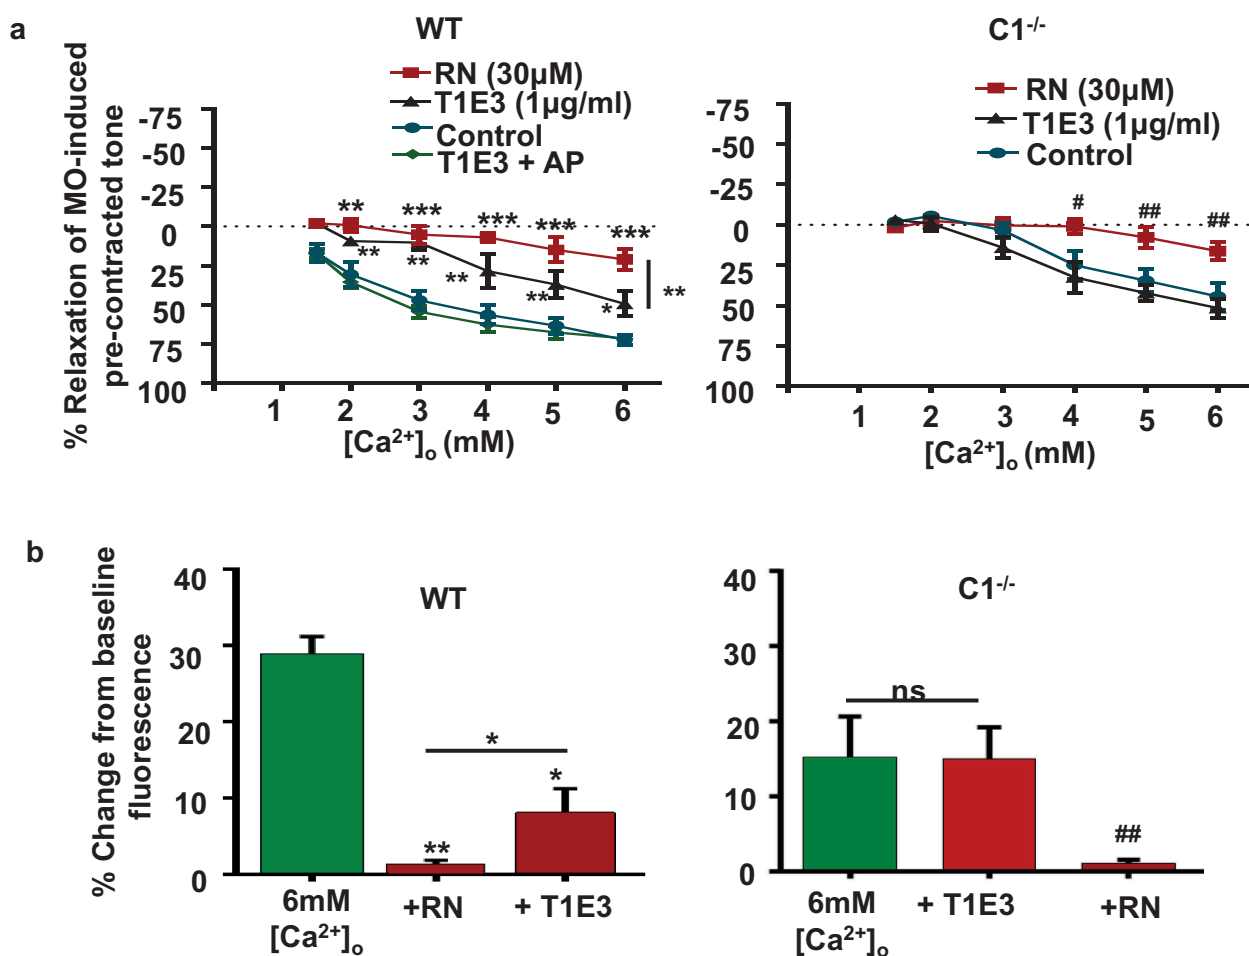 a
WT
RN (30µM)
T1E3 (1µg/ml)
Control
T1E3 + AP
% Relaxation of MO-induced
pre-contracted tone
-75
-50
-25
0
25
50
75
100
**
***
***
***
***
**
**
**
**
*
**
1 2 3 4 5 6
[Ca²⁺]ₒ (mM)
C1⁻/⁻
RN (30µM)
T1E3 (1µg/ml)
Control
-75
-50
-25
0
25
50
75
100
#
##
##
1 2 3 4 5 6
[Ca²⁺]ₒ (mM)
b
WT
% Change from baseline
fluorescence
40
30
20
10
0
*
*
**
6mM
[Ca²⁺]ₒ
+RN
+ T1E3
C1⁻/⁻
40
30
20
10
0
ns
##
6mM
[Ca²⁺]ₒ
+ T1E3
+RN